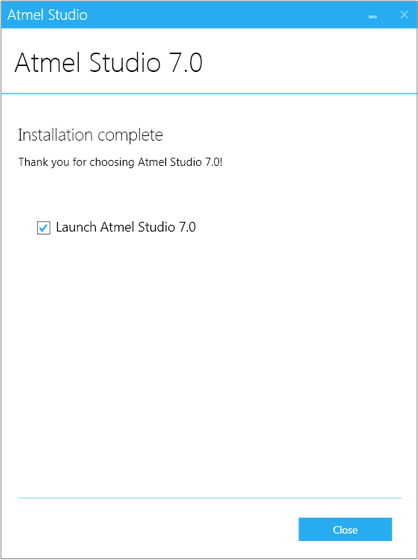 Atmel Studio
Atmel Studio 7.0
Installation complete
Thank you for choosing Atmel Studio 7.0!
Launch Atmel Studio 7.0
Close